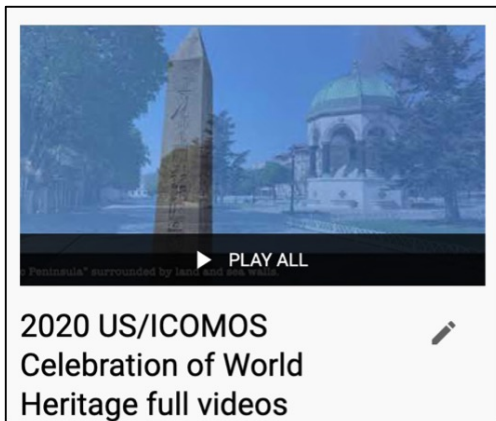 PLAY ALL
Peninsula" surrounded by land and sea walls.
2020 US/ICOMOS
Celebration of World
Heritage full videos